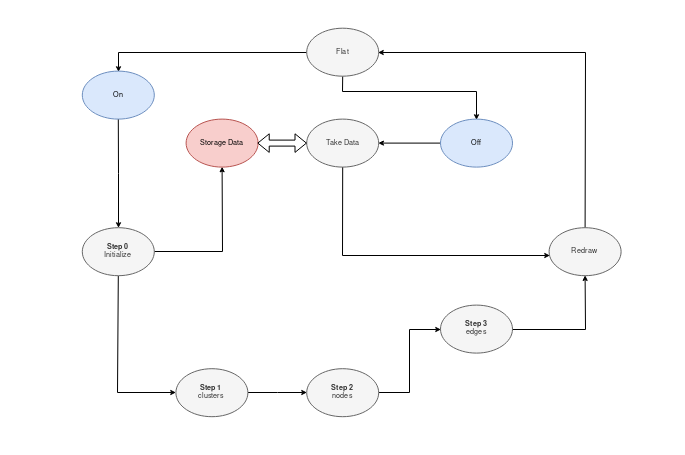 Flat
On
Storage Data
Take Data
Off
Step 0
Initialize
Redraw
Step 3
edges
Step 1
clusters
Step 2
nodes